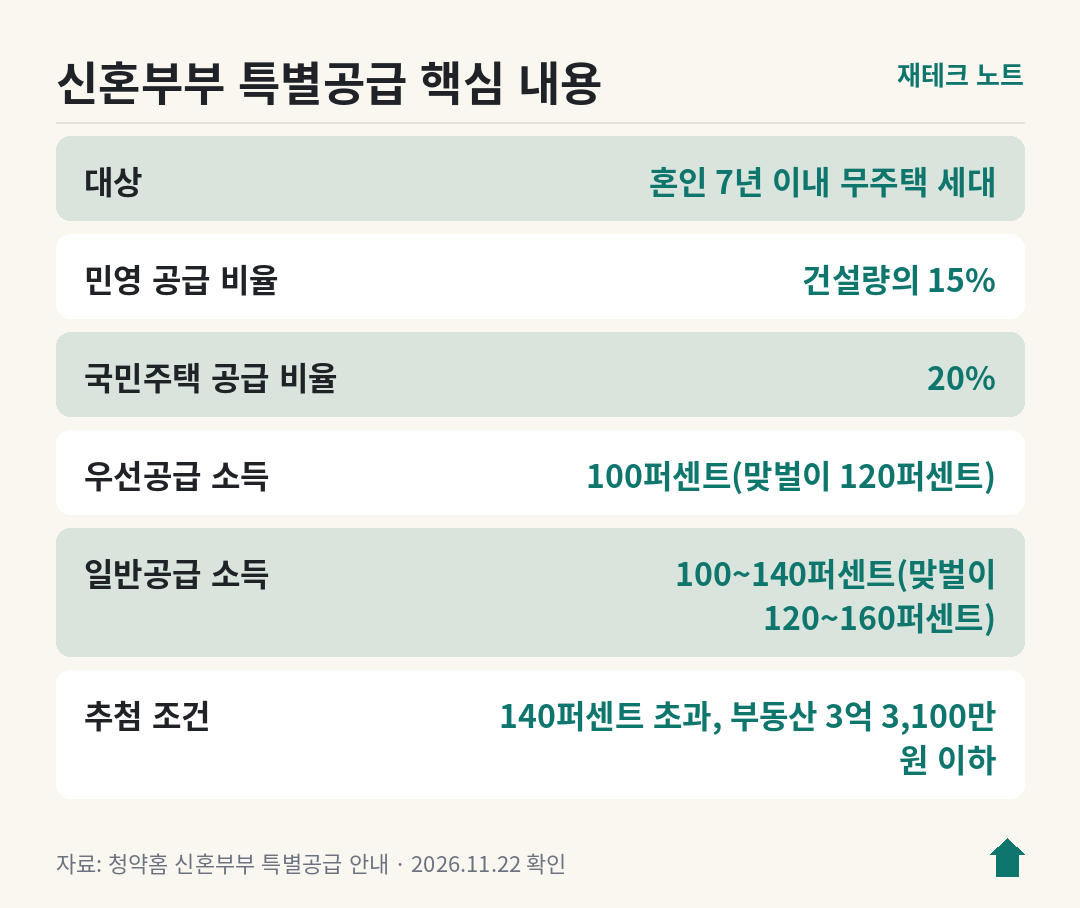 신혼부부 특별공급 핵심 내용
재테크 노트
대상
혼인 7년 이내 무주택 세대
민영 공급 비율
건설량의 15%
국민주택 공급 비율
20%
우선공급 소득
100퍼센트(맞벌이 120퍼센트)
일반공급 소득
100~140퍼센트(맞벌이
120~160퍼센트)
추첨 조건
140퍼센트 초과, 부동산 3억 3,100만
원 이하
자료: 청약홈 신혼부부 특별공급 안내 · 2026.11.22 확인